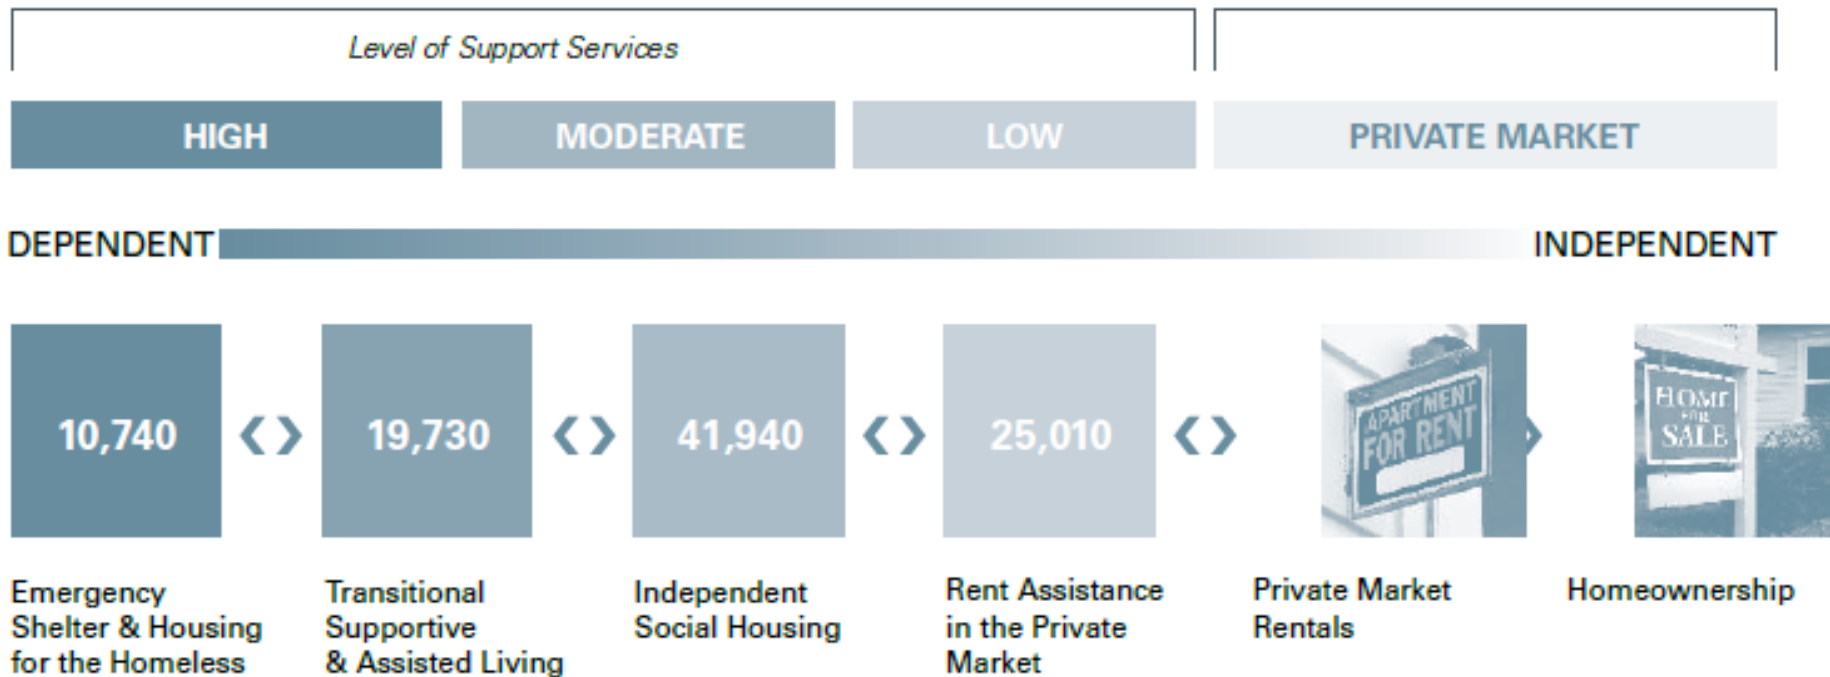 Level of Support Services
HIGH
MODERATE
LOW
PRIVATE MARKET
DEPENDENT
INDEPENDENT
10,740
19,730
41,940
25,010
APARTMENT
FOR RENT
HOME
FOR
SALE
Emergency
Shelter & Housing
for the Homeless
Transitional
Supportive
& Assisted Living
Independent
Social Housing
Rent Assistance
in the Private
Market
Private Market
Rentals
Homeownership